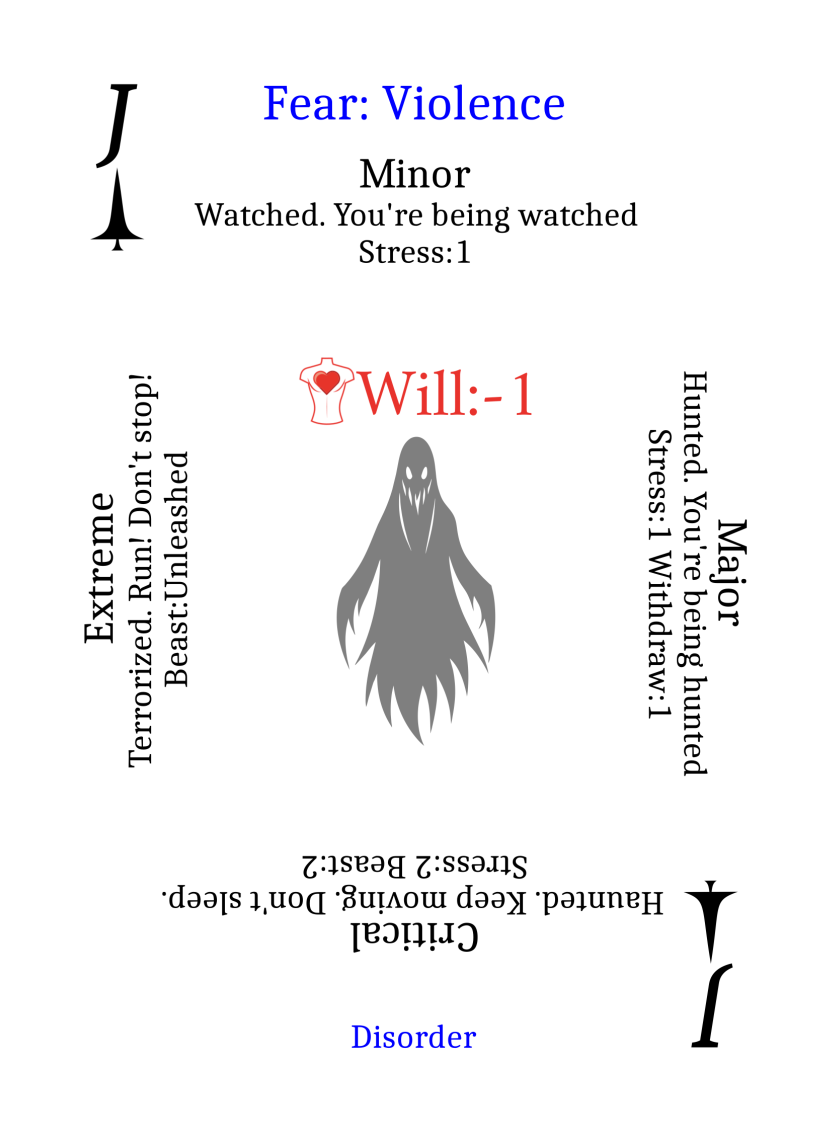 J
Fear: Violence
Minor
Watched. You're being watched
Stress:1
Will:-1
Extreme
Terrorized. Run! Don't stop!
Beast:Unleashed
Major
Hunted. You're being hunted
Stress:1 Withdraw:1
Critical
Haunted. Keep moving. Don't sleep.
Stress:2 Beast:2
J
Disorder